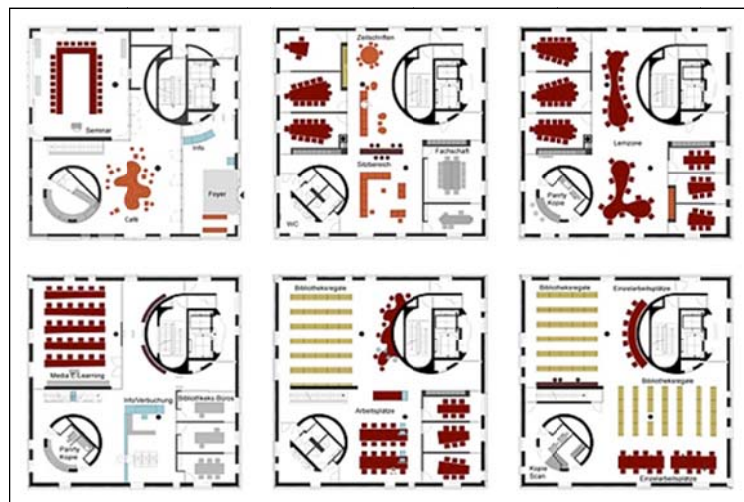 Seminar
Info
Foyer
Café
Zeitschriften
Fachschaft
Sitzbereich
WC
Lernzone
Pantry
Kopie
Media E-Learning
Info/Verbuchung
Bibliotheks Büros
Pantry
Kopie
Bibliotheksregale
Arbeitsplätze
Bibliotheksregale
Einzelarbeitsplätze
Bibliotheksregale
Kopie
Scan
Einzelarbeitsplätze